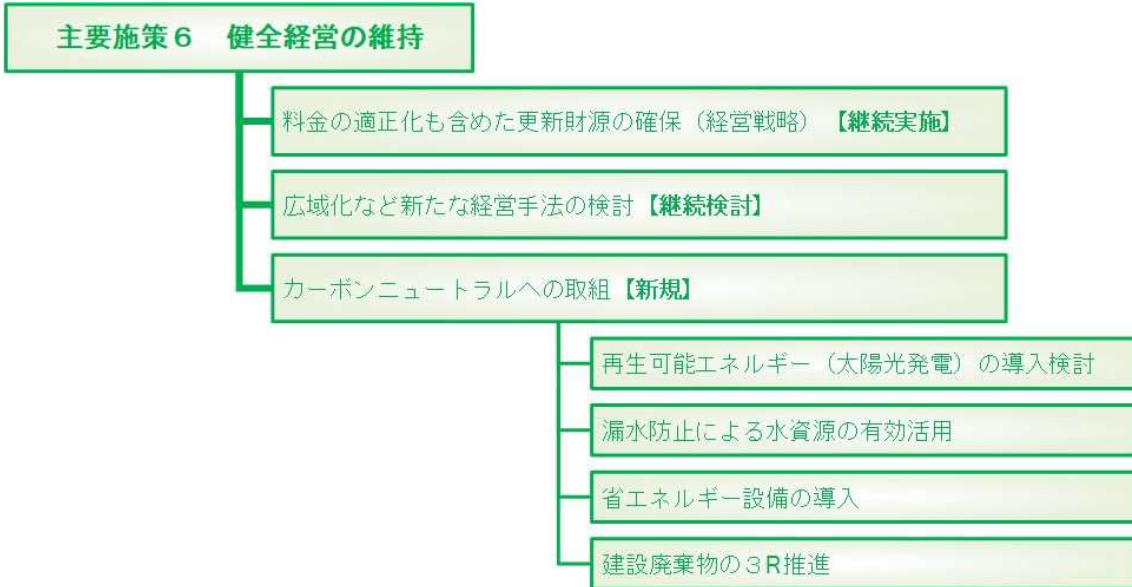 主要施策６　健全経営の維持
料金の適正化も含めた更新財源の確保（経営戦略）【継続実施】
広域化など新たな経営手法の検討【継続検討】
カーボンニュートラルへの取組【新規】
再生可能エネルギー（太陽光発電）の導入検討
漏水防止による水資源の有効活用
省エネルギー設備の導入
建設廃棄物の３R推進